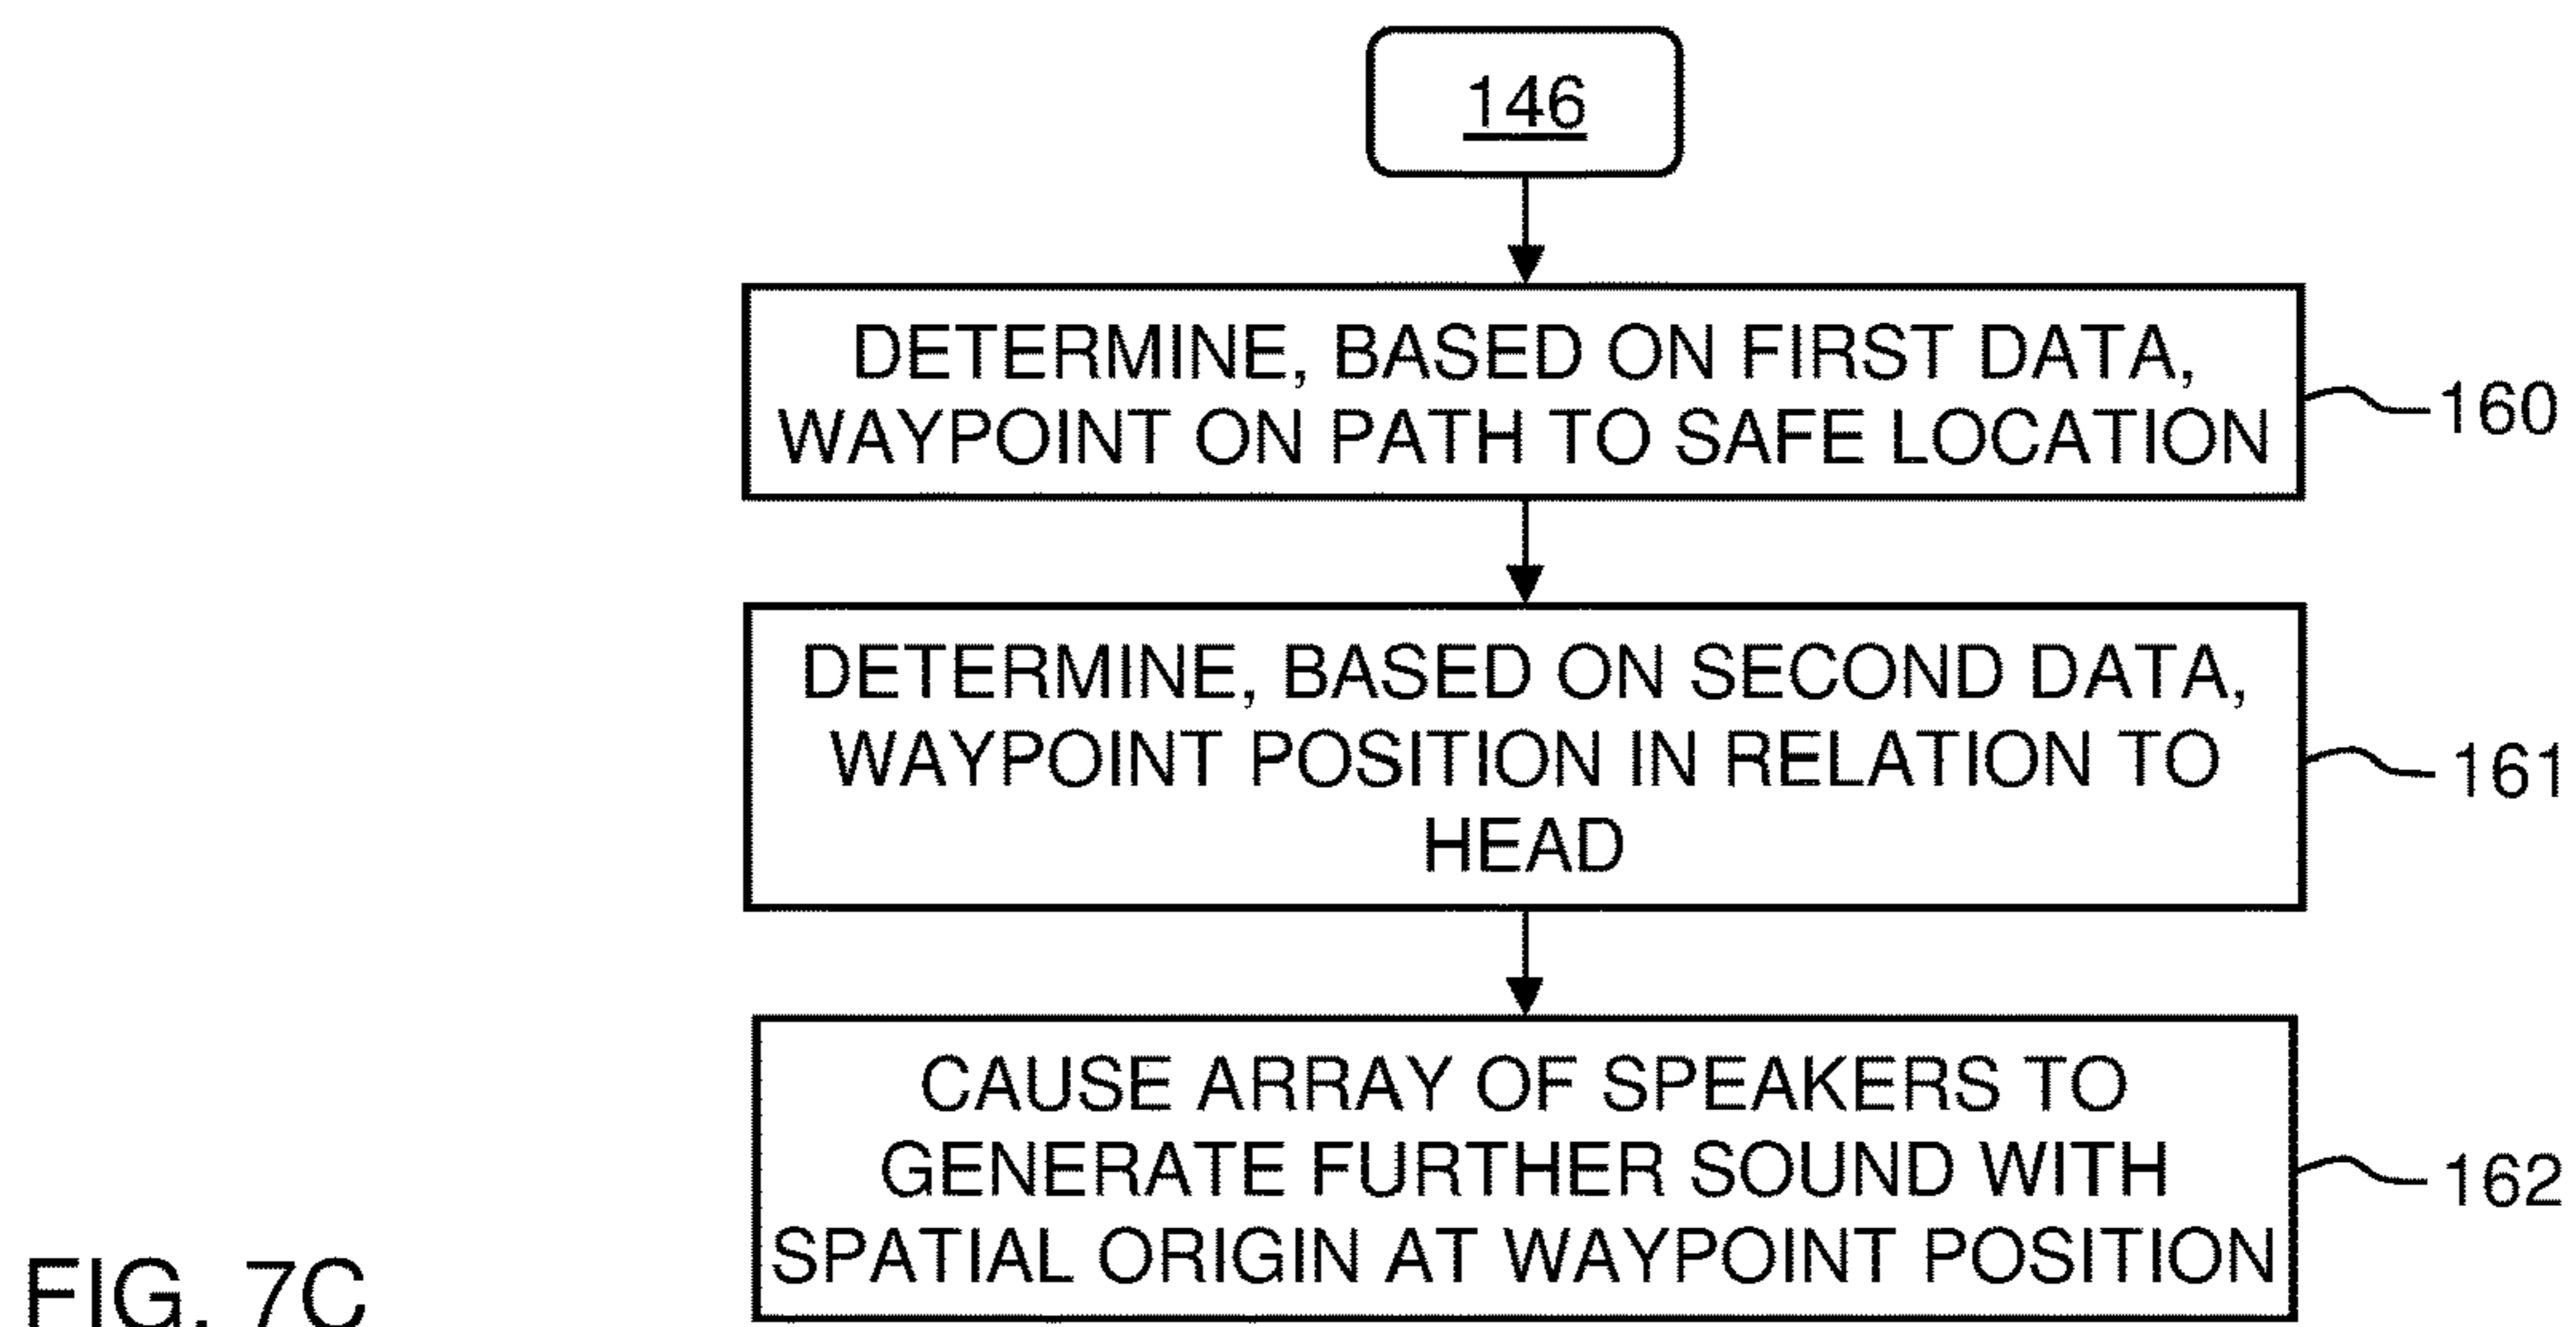 146
DETERMINE, BASED ON FIRST DATA,
WAYPOINT ON PATH TO SAFE LOCATION
160
DETERMINE, BASED ON SECOND DATA,
WAYPOINT POSITION IN RELATION TO
HEAD
161
CAUSE ARRAY OF SPEAKERS TO
GENERATE FURTHER SOUND WITH
SPATIAL ORIGIN AT WAYPOINT POSITION
162
FIG. 7C